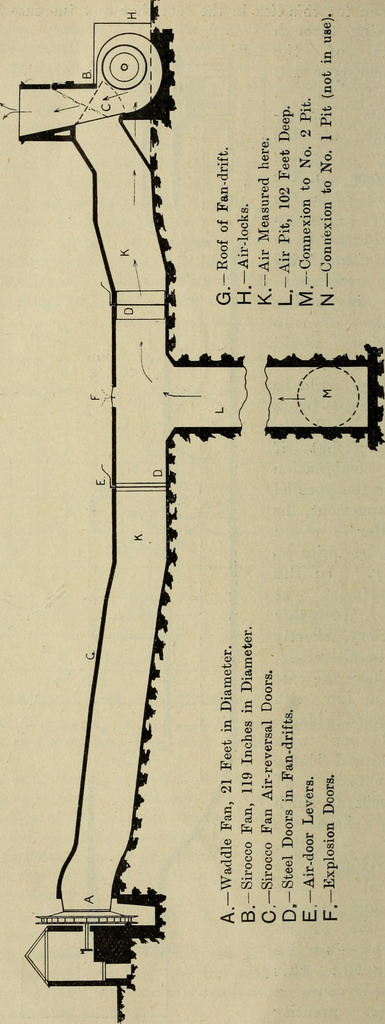 A.—Waddle Fan, 21 Feet in Diameter.
B.—Sirocco Fan, 119 Inches in Diameter.
C.—Sirocco Fan Air-reversal Doors.
D.—Steel Doors in Fan-drifts.
E.—Air-door Levers.
F.—Explosion Doors.
G.—Roof of Fan-drift.
H.—Air-locks.
K.—Air Measured here.
L.—Air Pit, 102 Feet Deep.
M.—Connexion to No. 2 Pit.
N.—Connexion to No. 1 Pit (not in use).
A
G
K
E
D
F
L
M
D
K
C
B
H